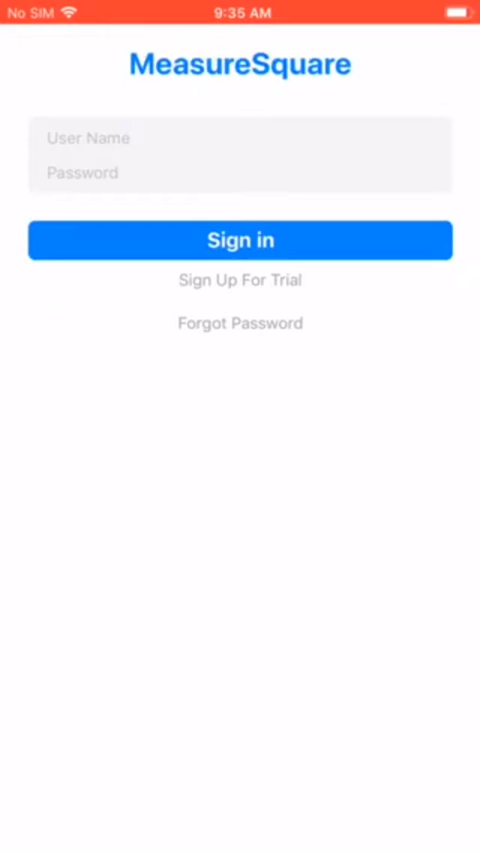 No SIM 9:35 AM
MeasureSquare
User Name
Password
Sign in
Sign Up For Trial
Forgot Password